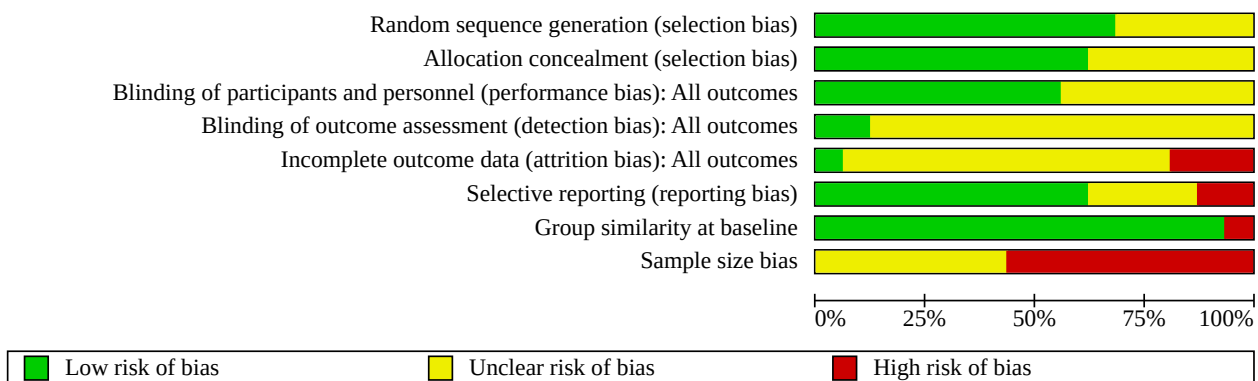 Random sequence generation (selection bias)
Allocation concealment (selection bias)
Blinding of participants and personnel (performance bias): All outcomes
Blinding of outcome assessment (detection bias): All outcomes
Incomplete outcome data (attrition bias): All outcomes
Selective reporting (reporting bias)
Group similarity at baseline
Sample size bias
0% 25% 50% 75% 100%
Low risk of bias Unclear risk of bias High risk of bias